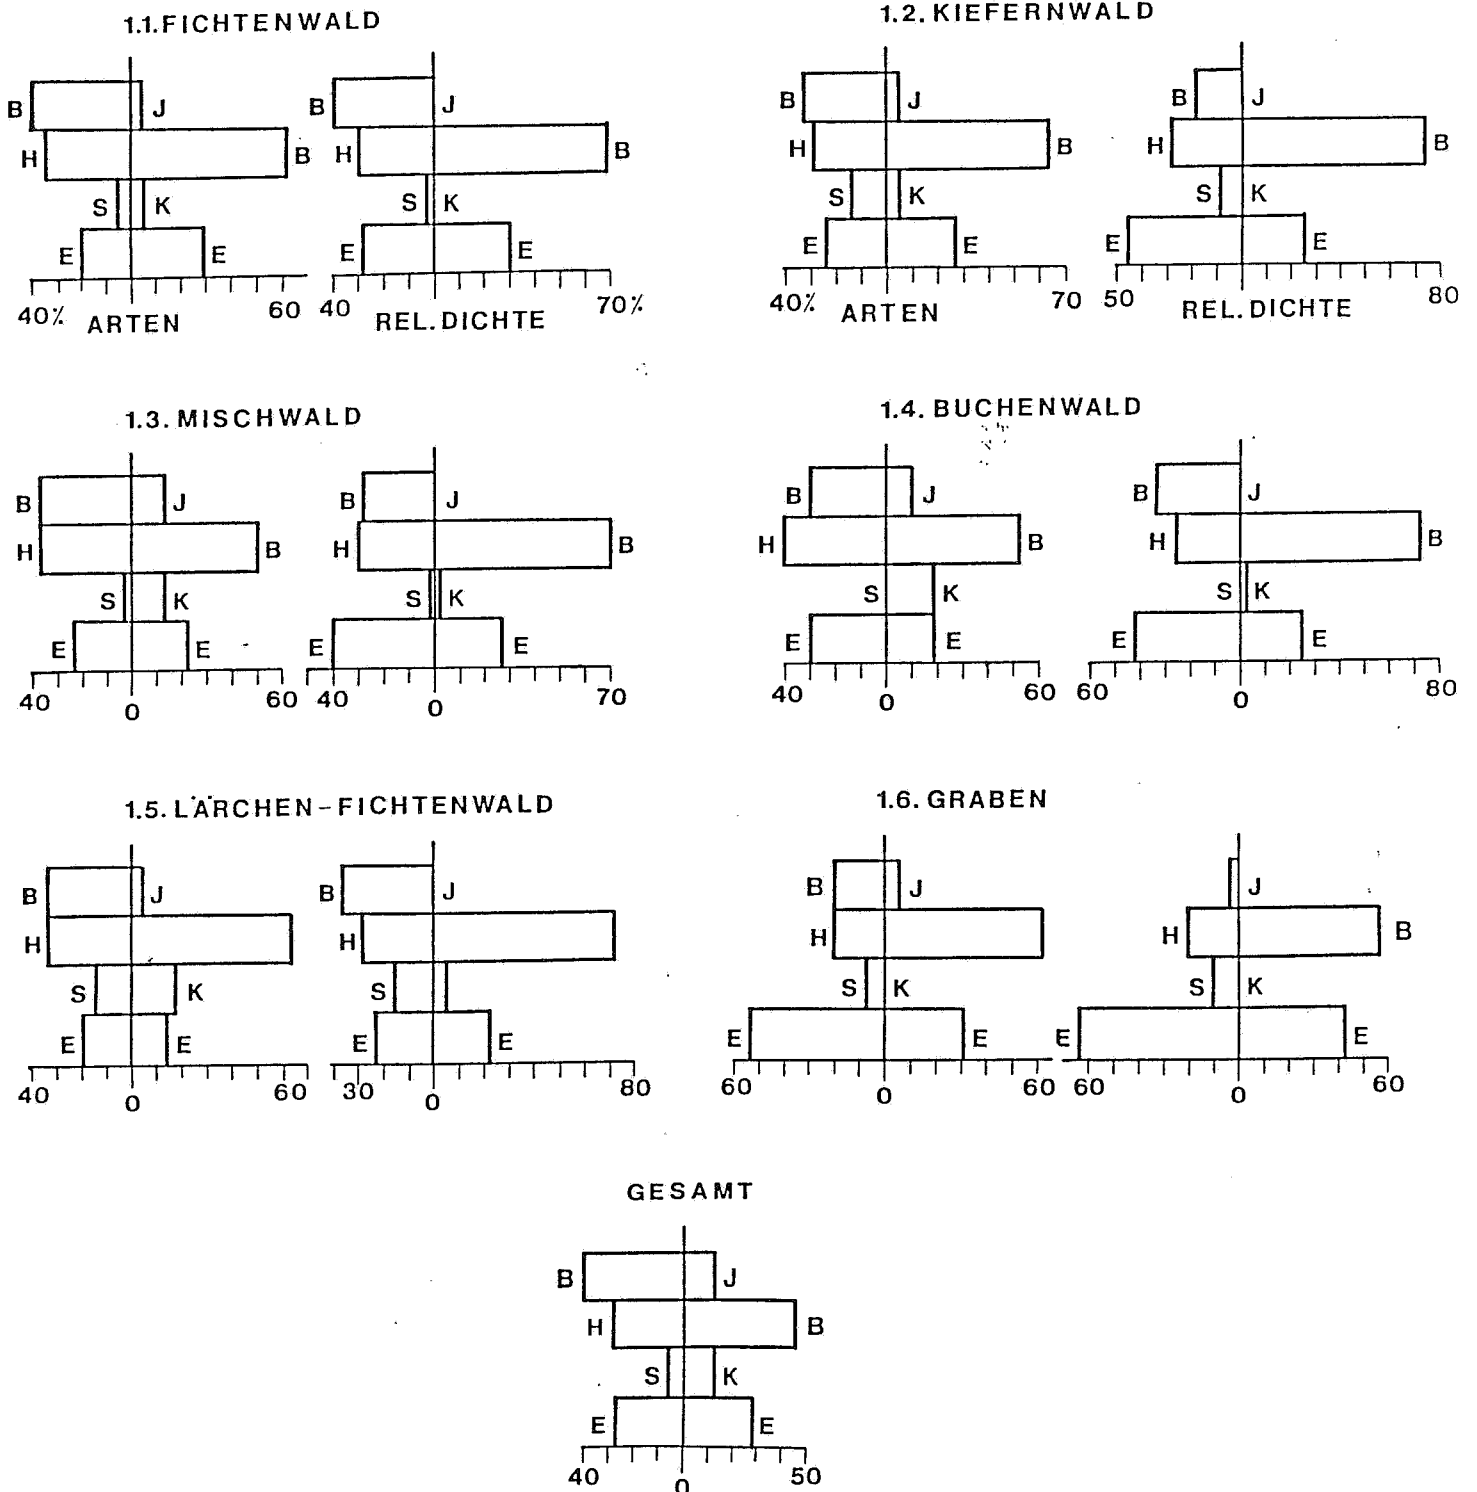 1.1.FICHTENWALD
B J B J
H B H B
S K S K
E E E E
40% 60 40 70%
ARTEN REL.DICHTE
1.2.KIEFERNWALD
B J B J
H B H B
S K S K
E E E E
40% 70 50 80
ARTEN REL.DICHTE
1.3.MISCHWALD
B J B J
H B H B
S K S K
E E E E
40 0 60 40 0 70
1.4.BUCHENWALD
B J B J
H B H B
S K S K
E E E E
40 0 60 60 0 80
1.5.LÄRCHEN-FICHTENWALD
B J B J
H H
S K S
E E E E
40 0 60 30 0 80
1.6.GRABEN
B J J
H H B
S K S K
E E E E
60 0 60 60 0 60
GESAMT
B J
H B
S K
E E
40 0 50